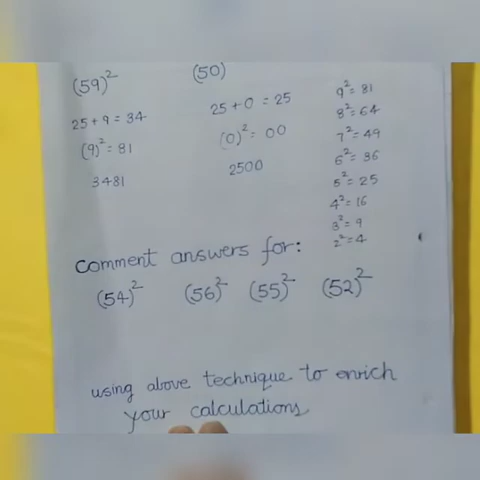 (59)²
25 + 9 = 34
(9)² = 81
3481
(50)
25 + 0 = 25
(0)² = 00
2500
9² = 81
8² = 64
7² = 49
6² = 36
5² = 25
4² = 16
3² = 9
2² = 4
comment answers for:
(54)² (56)² (55)² (52)²
using above technique to enrich
your calculations